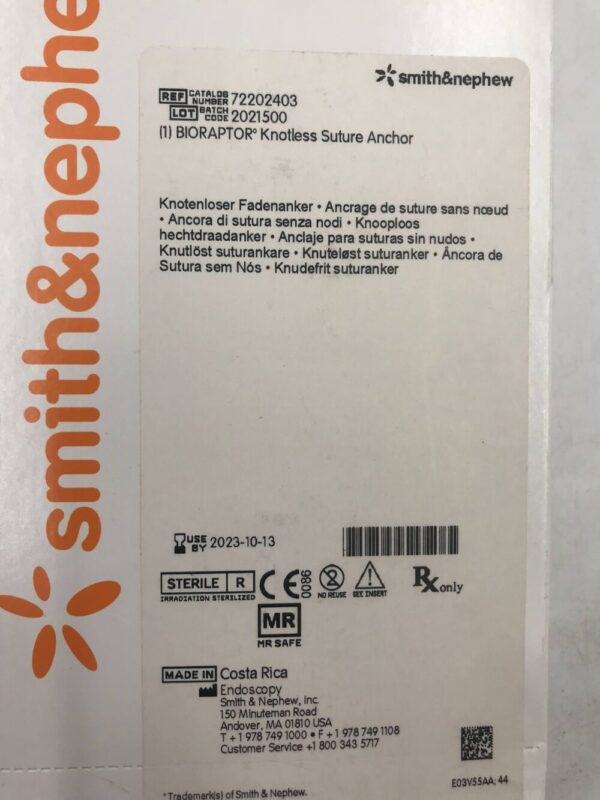 smith&nephe
smith&nephew
REF CATALOG NUMBER 72202403
LOT BATCH CODE 2021500
(1) BIORAPTOR° Knotless Suture Anchor
Knotenloser Fadenanker • Ancrage de suture sans nœud
• Ancora di sutura senza nodi • Knooploos
hechtdraadanker • Anclaje para suturas sin nudos •
Knutlöst suturankare • Knuteløst suturanker • Âncora de
Sutura sem Nós • Knudefrit suturanker
USE BY 2023-10-13
STERILE R
IRRADIATION STERILIZED
CE 0086
2
NO REUSE
SEE INSERT
Rx only
MR
MR SAFE
MADE IN Costa Rica
Endoscopy
Smith & Nephew, Inc.
150 Minuteman Road
Andover, MA 01810 USA
T +1 978 749 1000 • F +1 978 749 1108
Customer Service +1 800 343 5717
E03V55AA; 44
*Trademark(s) of Smith & Nephew.